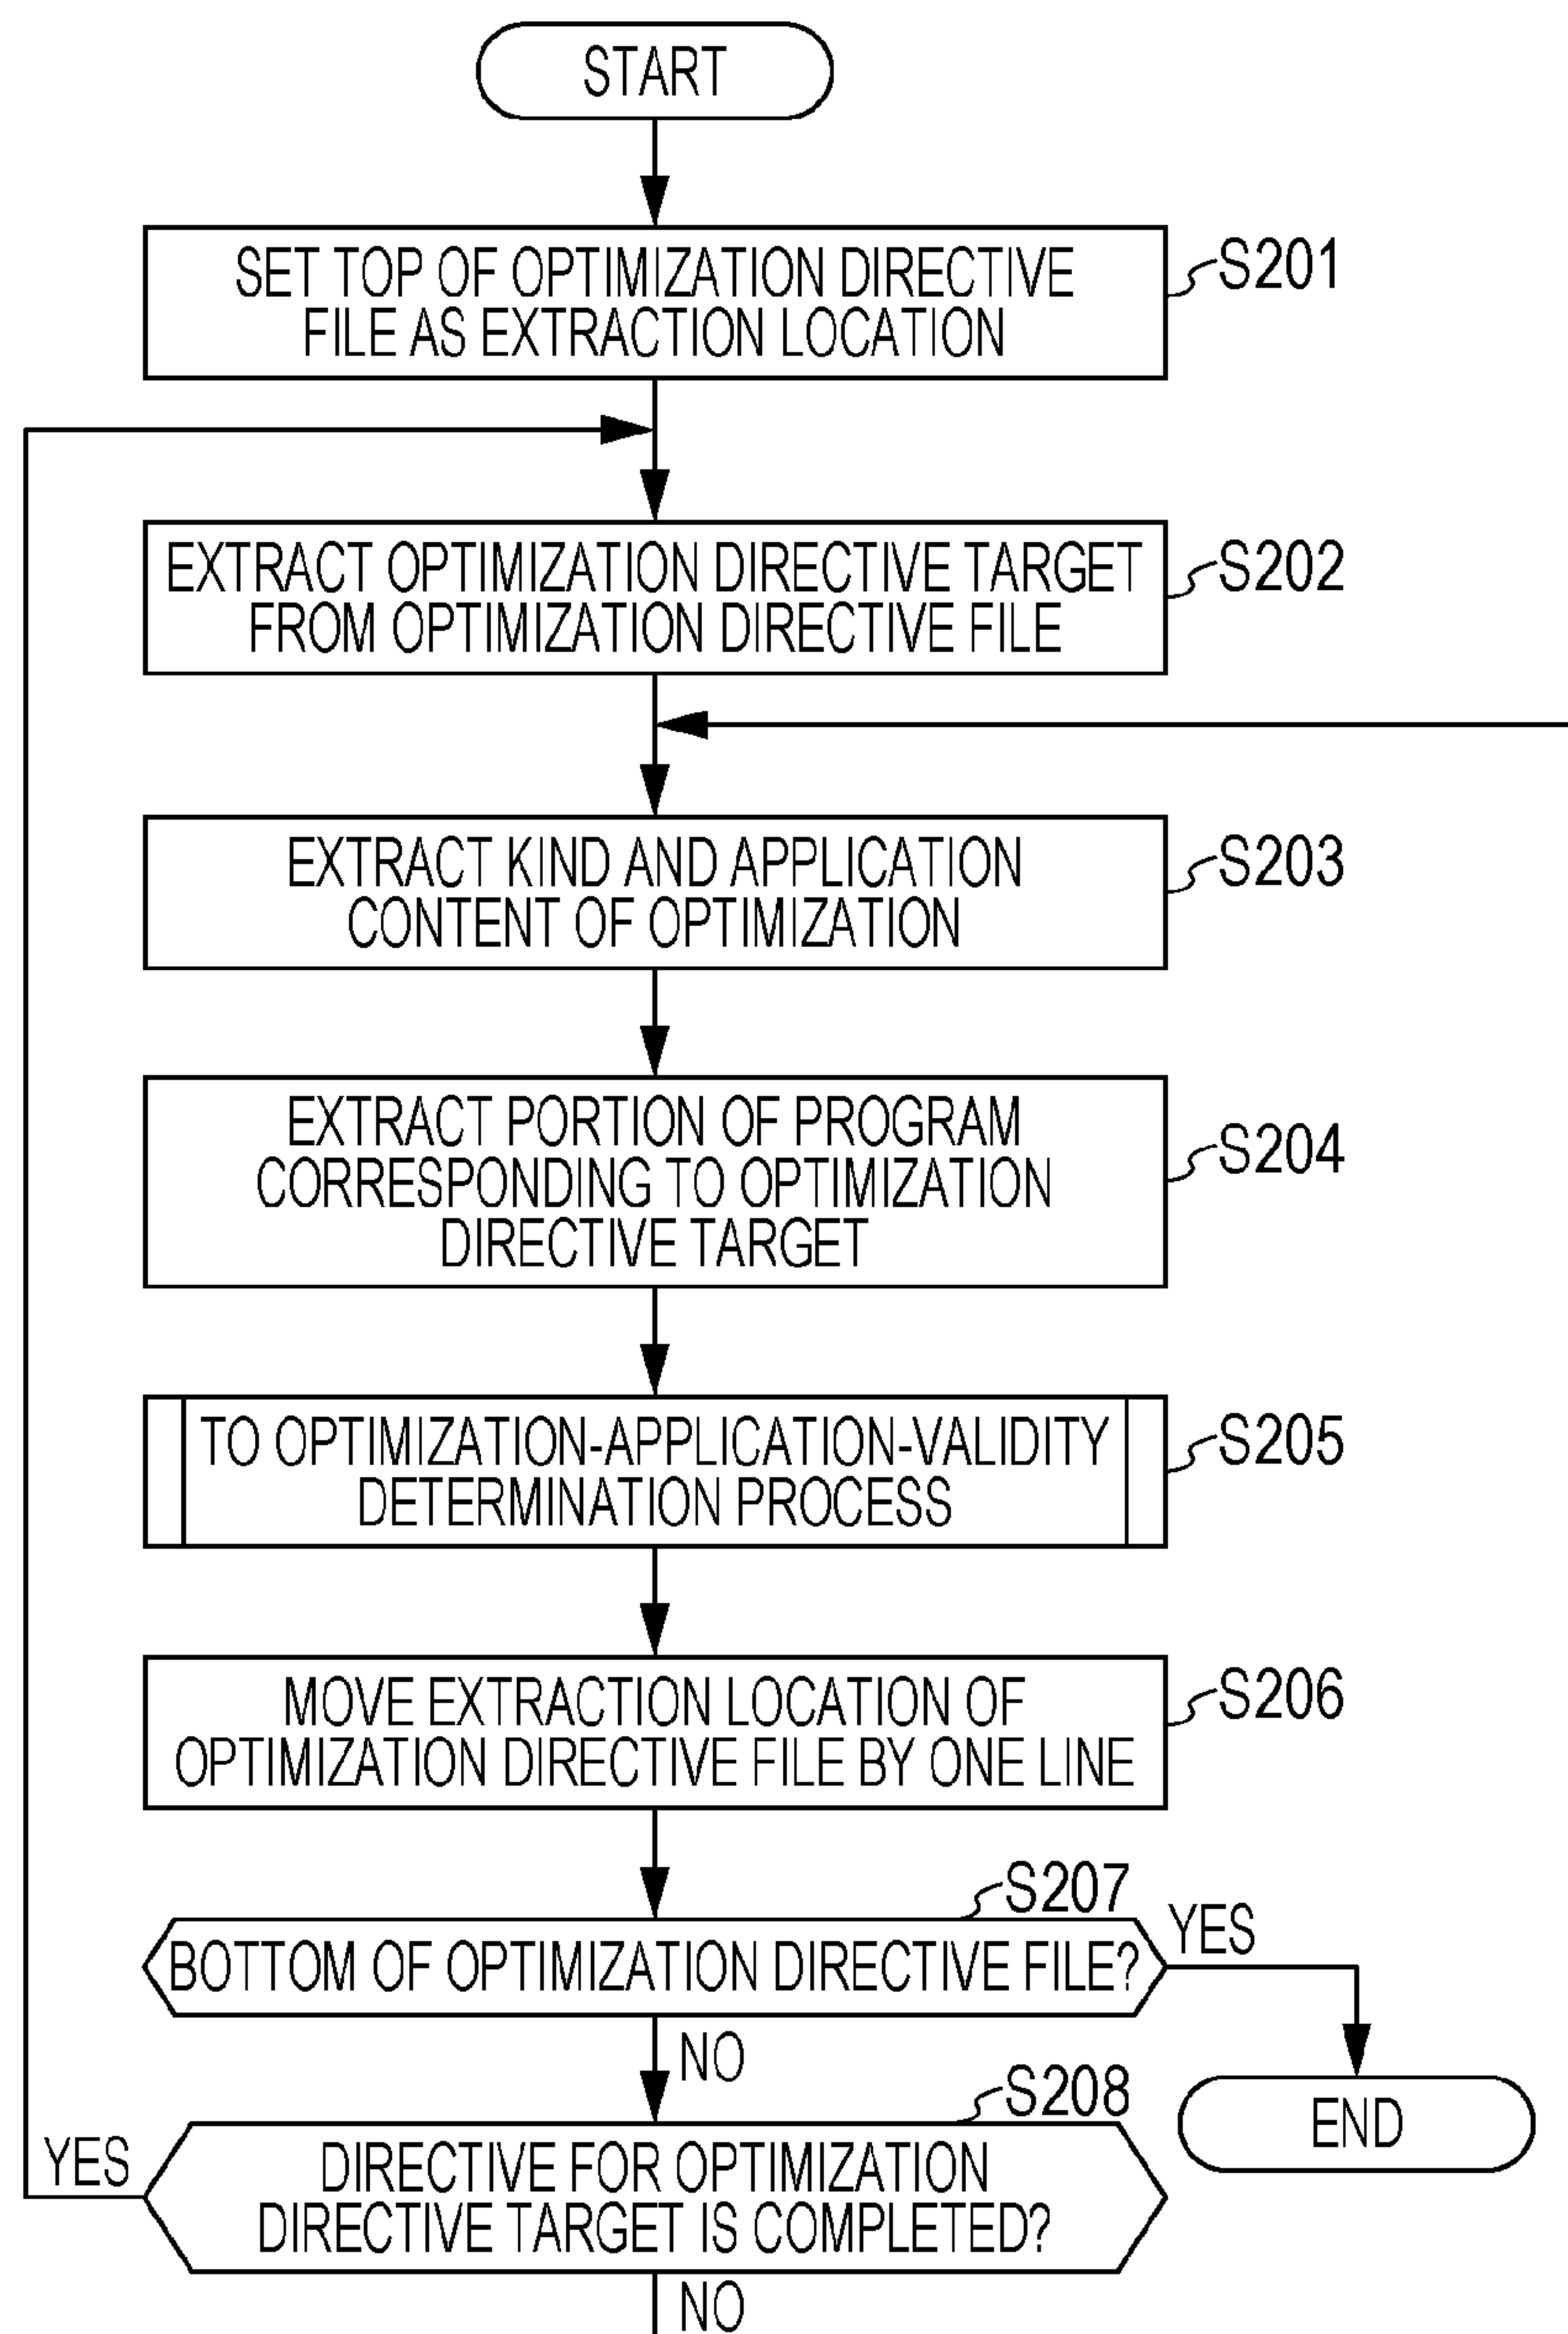 START
SET TOP OF OPTIMIZATION DIRECTIVE
FILE AS EXTRACTION LOCATION
S201
EXTRACT OPTIMIZATION DIRECTIVE TARGET
FROM OPTIMIZATION DIRECTIVE FILE
S202
EXTRACT KIND AND APPLICATION
CONTENT OF OPTIMIZATION
S203
EXTRACT PORTION OF PROGRAM
CORRESPONDING TO OPTIMIZATION
DIRECTIVE TARGET
S204
TO OPTIMIZATION-APPLICATION-VALIDITY
DETERMINATION PROCESS
S205
MOVE EXTRACTION LOCATION OF
OPTIMIZATION DIRECTIVE FILE BY ONE LINE
S206
S207
BOTTOM OF OPTIMIZATION DIRECTIVE FILE?
YES
NO
END
S208
YES
DIRECTIVE FOR OPTIMIZATION
DIRECTIVE TARGET IS COMPLETED?
NO